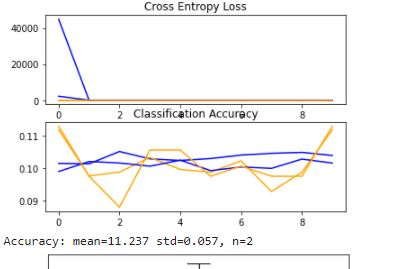 Cross Entropy Loss
40000
20000
0
0 2 4 6 8
Classification Accuracy
0.11
0.10
0.09
0 2 4 6 8
Accuracy: mean=11.237 std=0.057, n=2